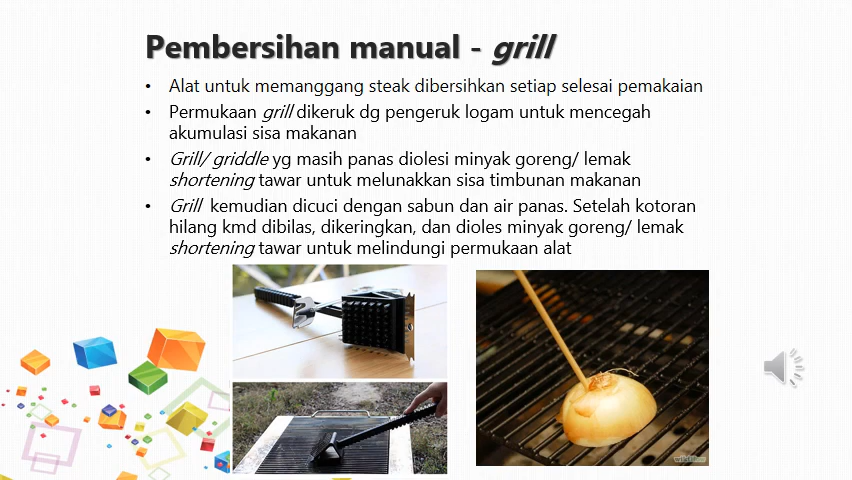 Pembersihan manual - grill
• Alat untuk memanggang steak dibersihkan setiap selesai pemakaian
• Permukaan grill dikeruk dg pengeruk logam untuk mencegah
akumulasi sisa makanan
• Grill/ griddle yg masih panas diolesi minyak goreng/ lemak
shortening tawar untuk melunakkan sisa timbunan makanan
• Grill kemudian dicuci dengan sabun dan air panas. Setelah kotoran
hilang kmd dibilas, dikeringkan, dan dioles minyak goreng/ lemak
shortening tawar untuk melindungi permukaan alat